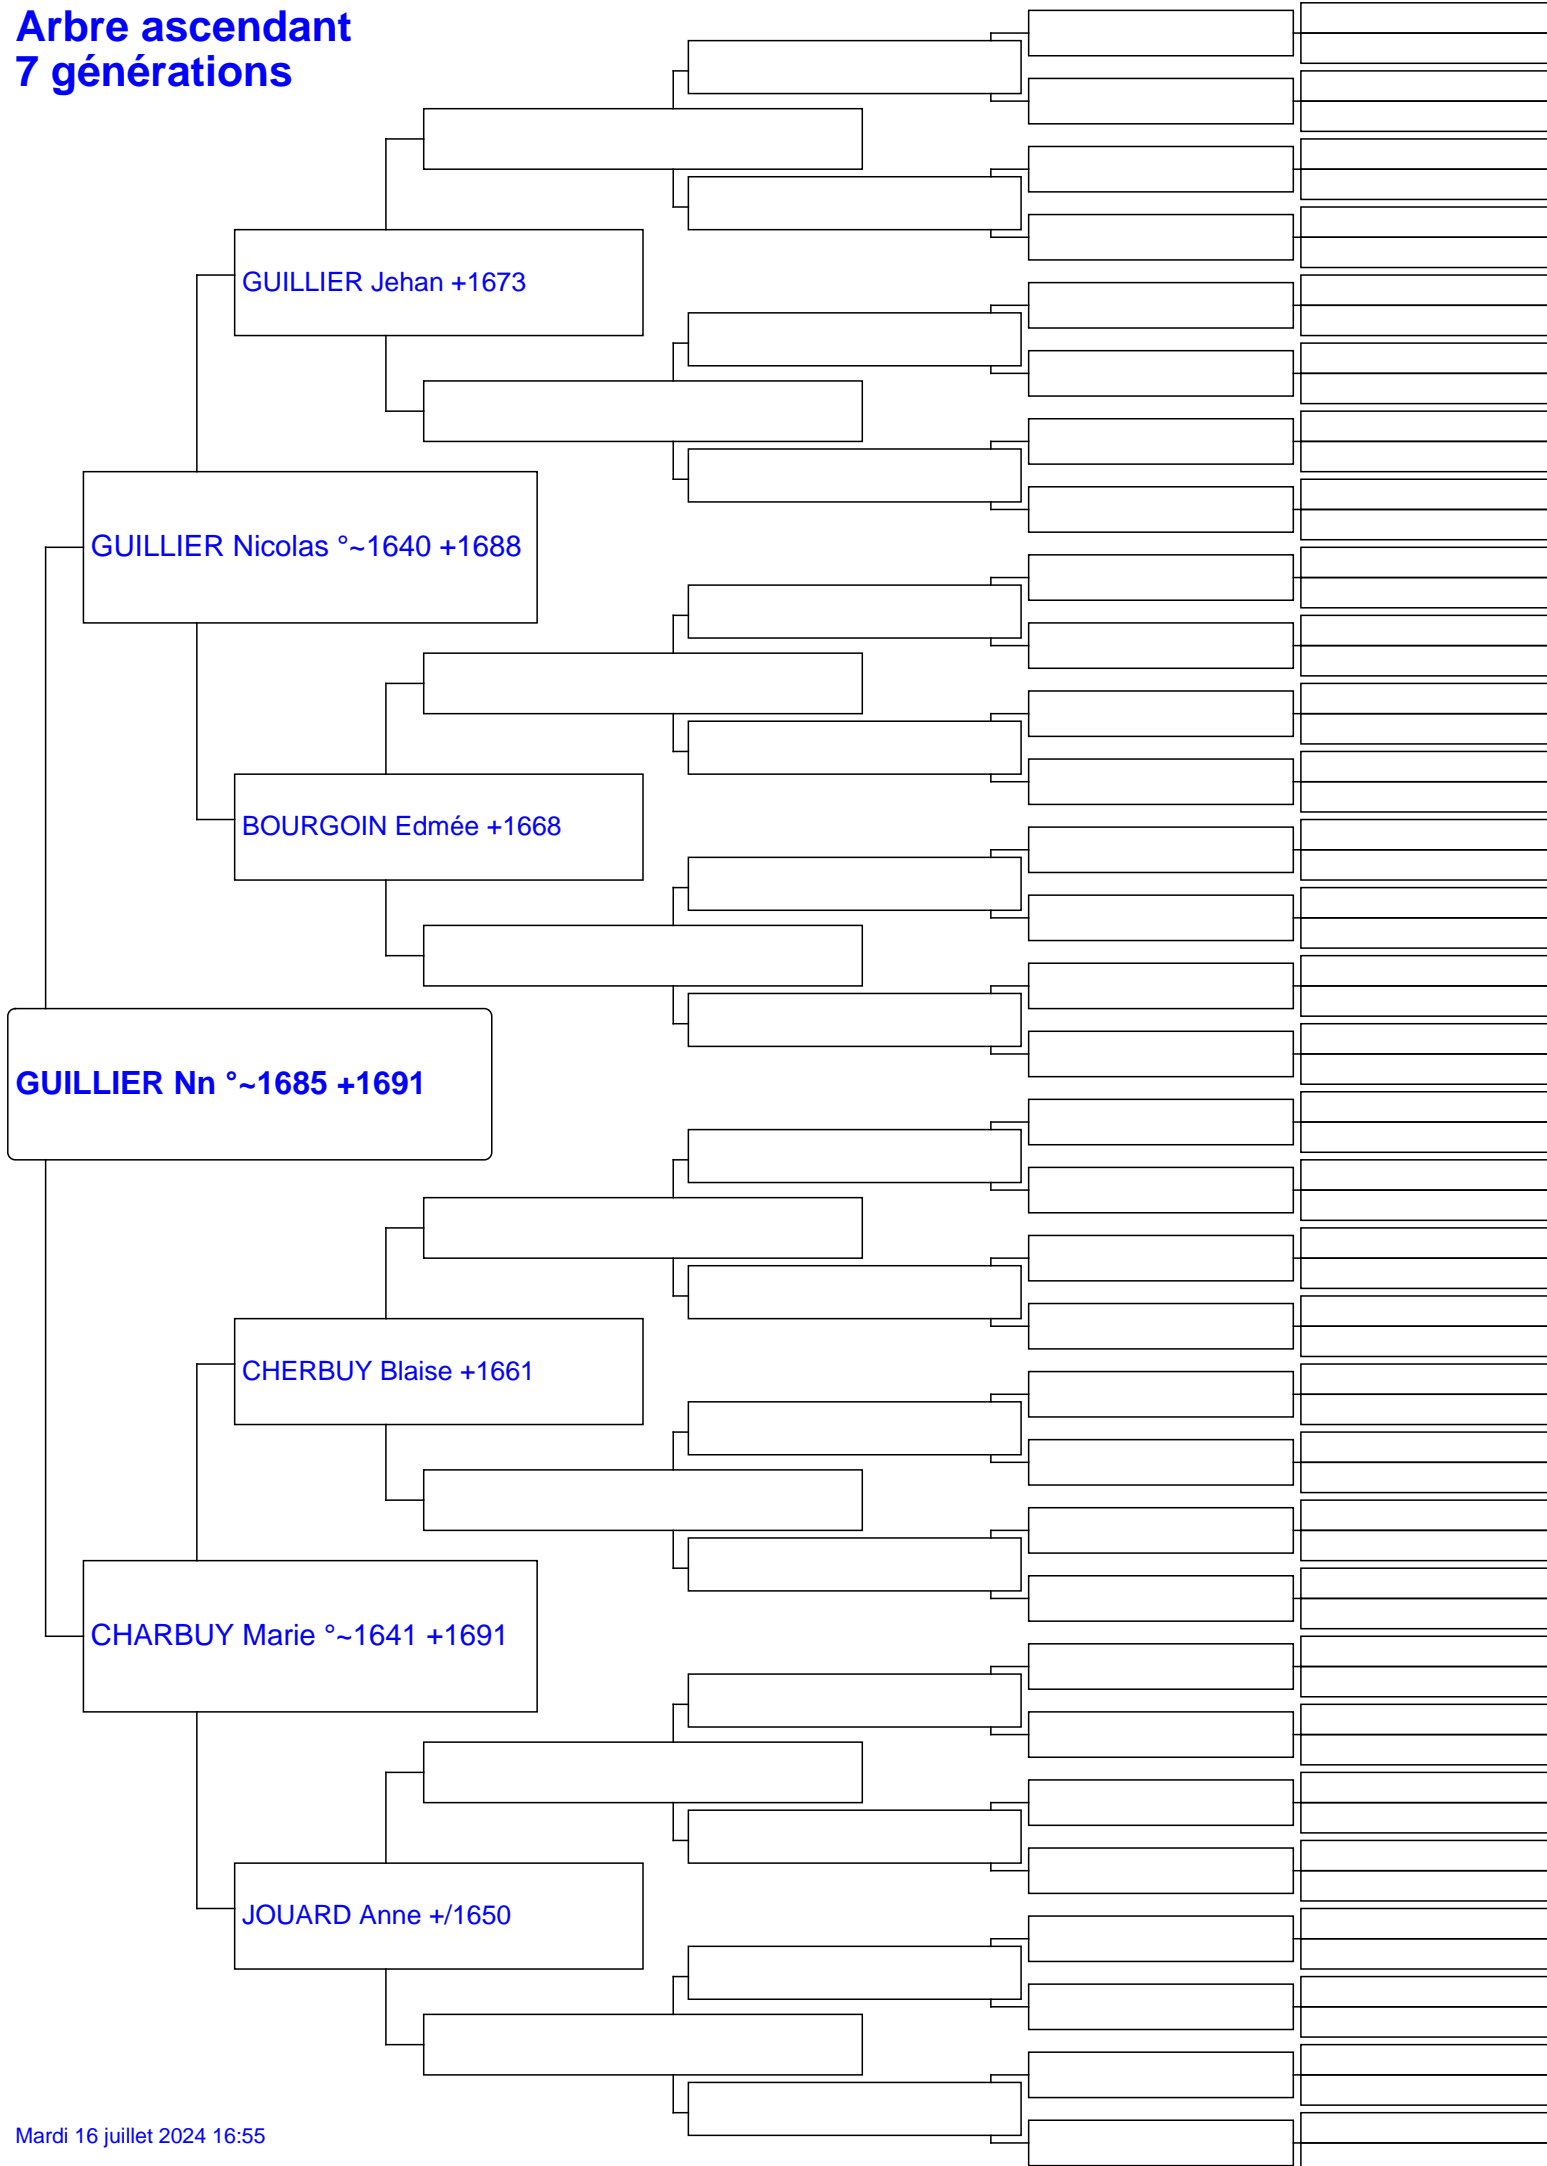 Arbre ascendant
7 générations
GUILLIER Jehan +1673
GUILLIER Nicolas °~1640 +1688
BOURGOIN Edmée +1668
GUILLIER Nn °~1685 +1691
CHERBUY Blaise +1661
CHARBUY Marie °~1641 +1691
JOUARD Anne +/1650
Mardi 16 juillet 2024 16:55